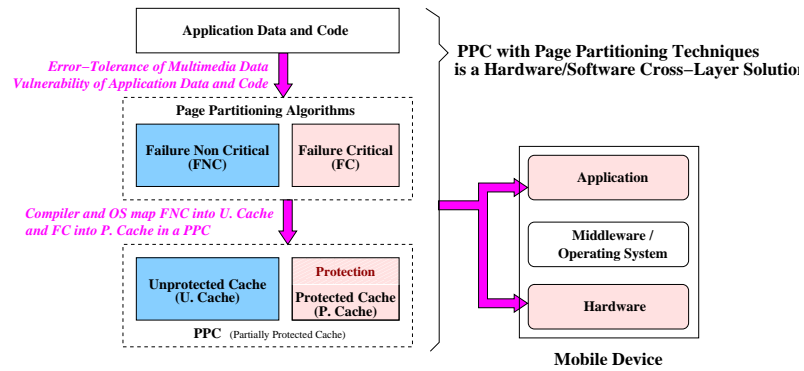 Application Data and Code
Error-Tolerance of Multimedia Data
Vulnerability of Application Data and Code
Page Partitioning Algorithms
Failure Non Critical
(FNC)
Failure Critical
(FC)
Compiler and OS map FNC into U. Cache
and FC into P. Cache in a PPC
Unprotected Cache
(U. Cache)
Protection
Protected Cache
(P. Cache)
PPC (Partially Protected Cache)
PPC with Page Partitioning Techniques
is a Hardware/Software Cross-Layer Solution
Application
Middleware /
Operating System
Hardware
Mobile Device